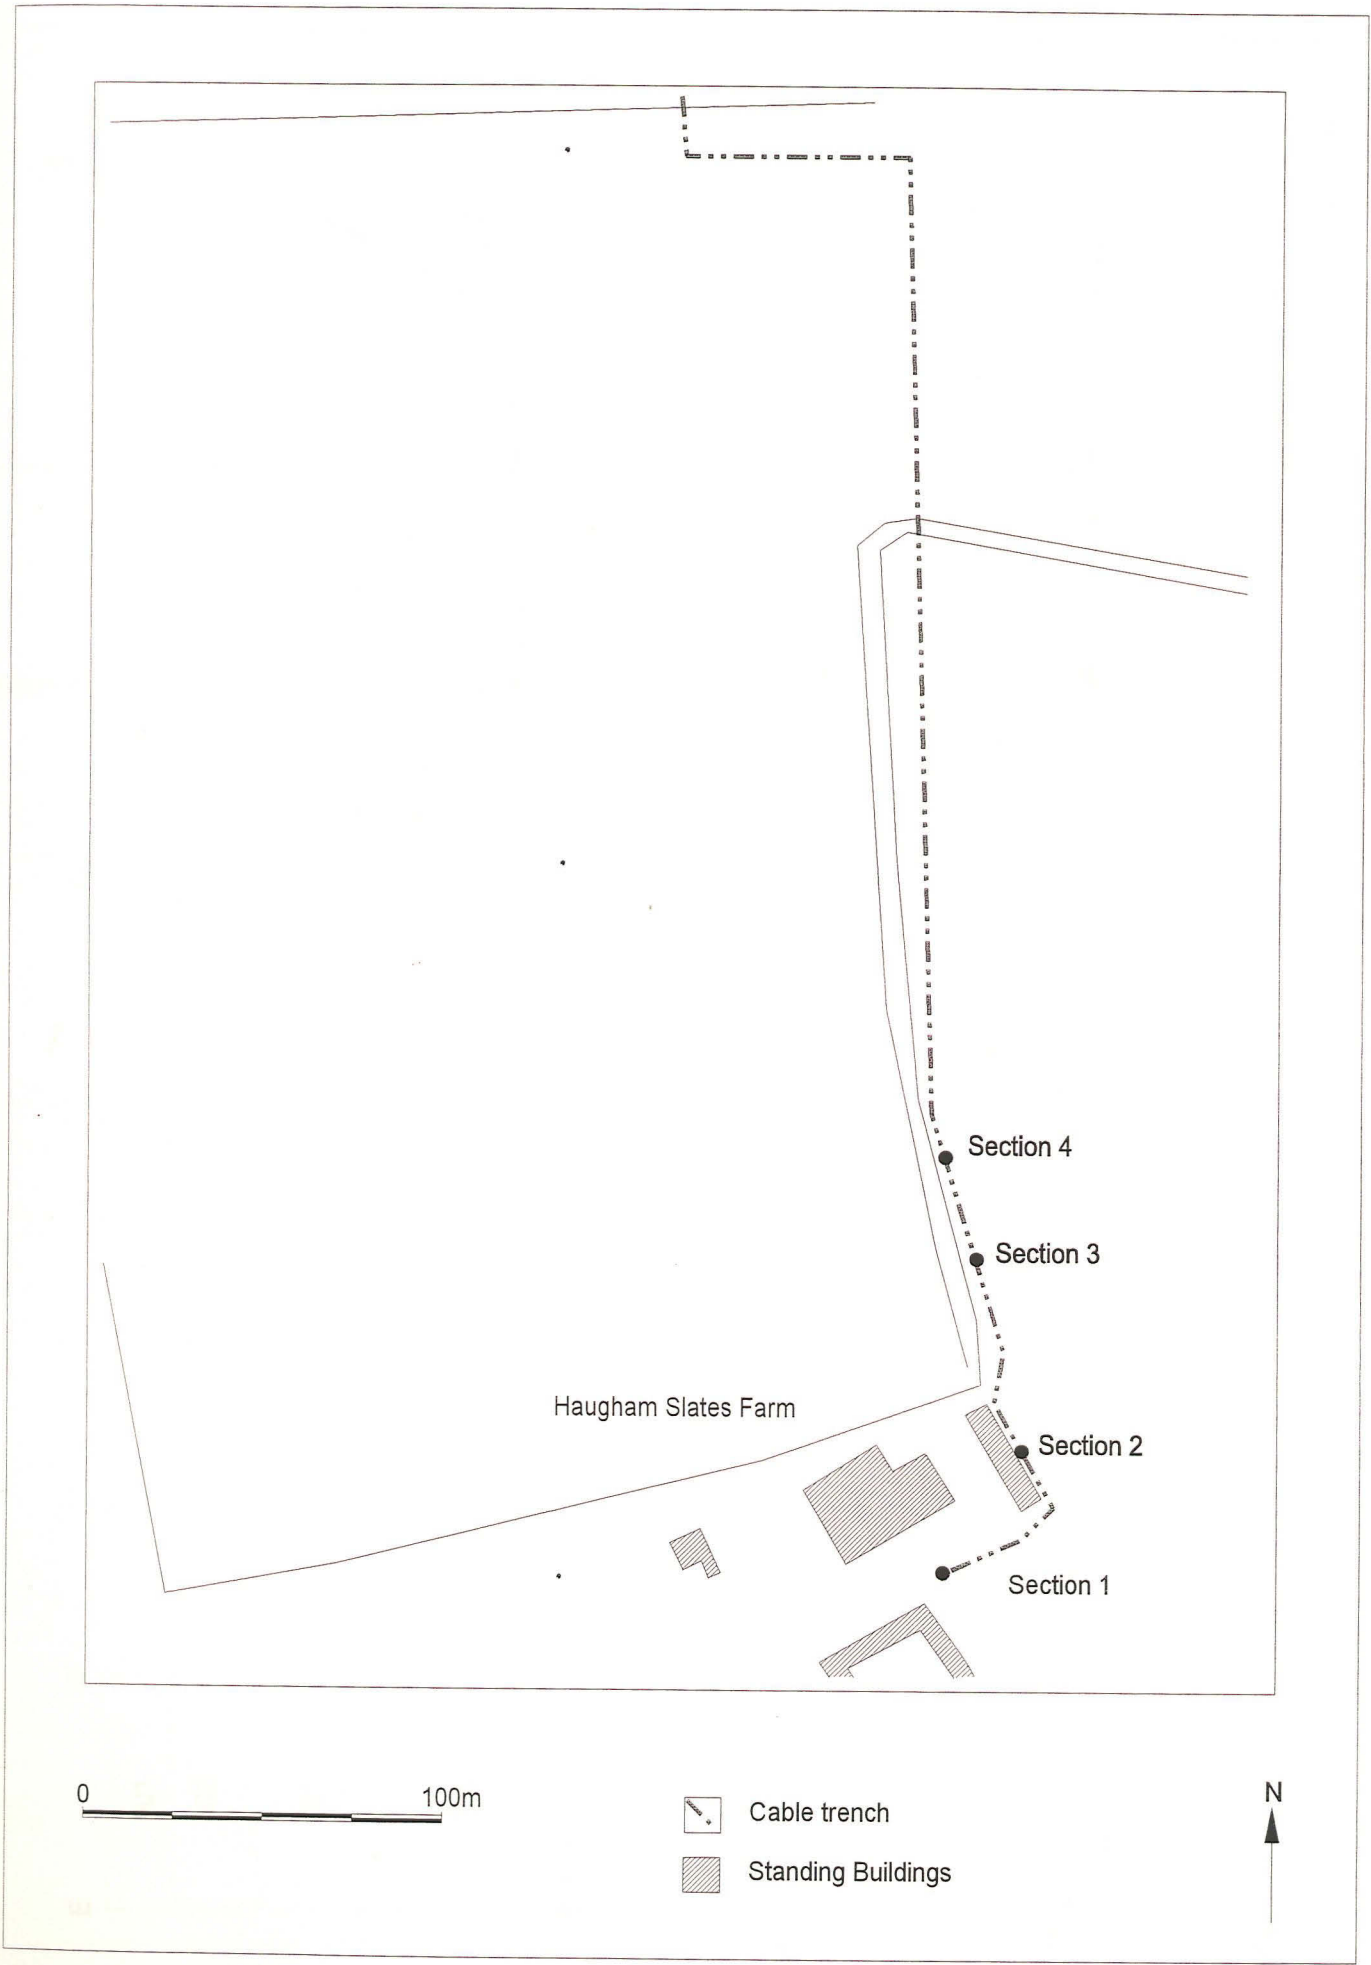 Section 4
Section 3
Haugham Slates Farm
Section 2
Section 1
0 100m
N
Cable trench
Standing Buildings